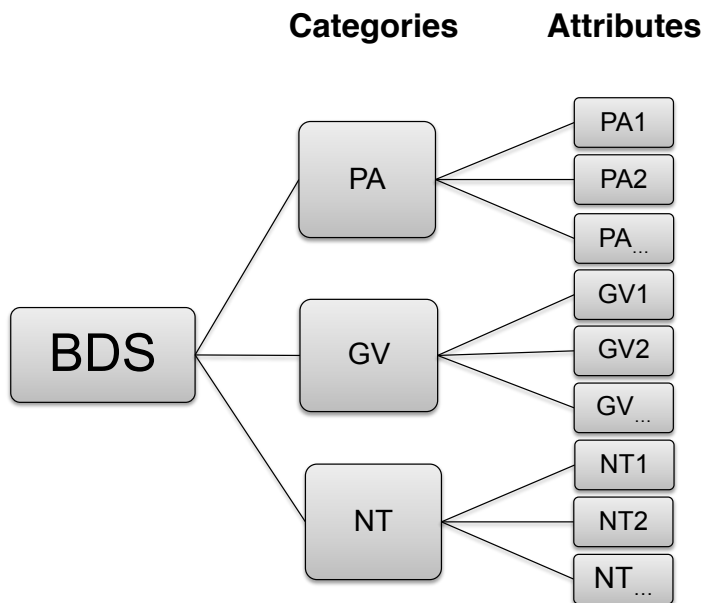 Categories Attributes
BDS
PA
PA1
PA2
PA...
GV
GV1
GV2
GV...
NT
NT1
NT2
NT...